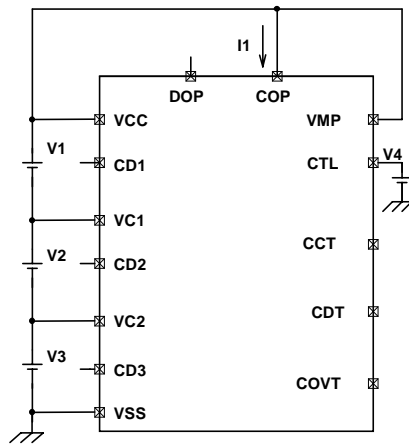 I1
DOP COP
VCC VMP
V1 V4
CD1 CTL
VC1
CCT
V2
CD2
CDT
VC2
V3
CD3
COVT
VSS